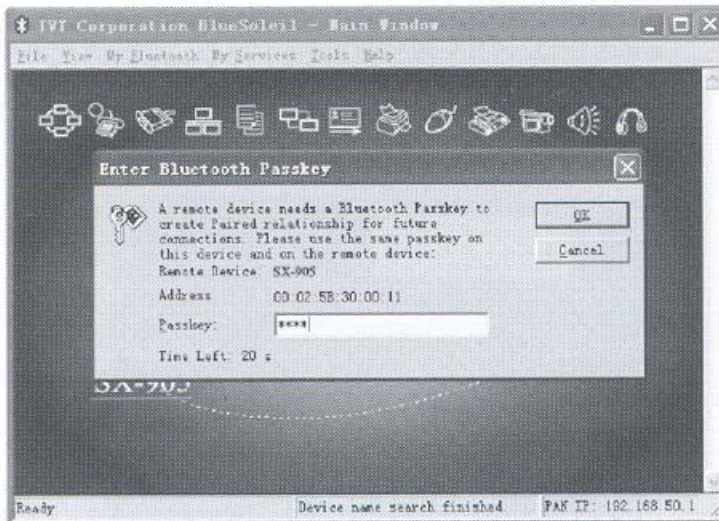 IVT Corporation BlueSoleil - Main Window
File View My Bluetooth My Services Tools Help
Enter Bluetooth Passkey
A remote device needs a Bluetooth Passkey to
create Paired relationship for future
connections. Please use the same passkey on
this device and on the remote device:
Remote Device: SX-905
Address 00:02:5B:30:00:11
Passkey: ****
Time Left: 20 s
OK
Cancel
SX-905
Ready Device name search finished PAN IP: 192.168.50.1